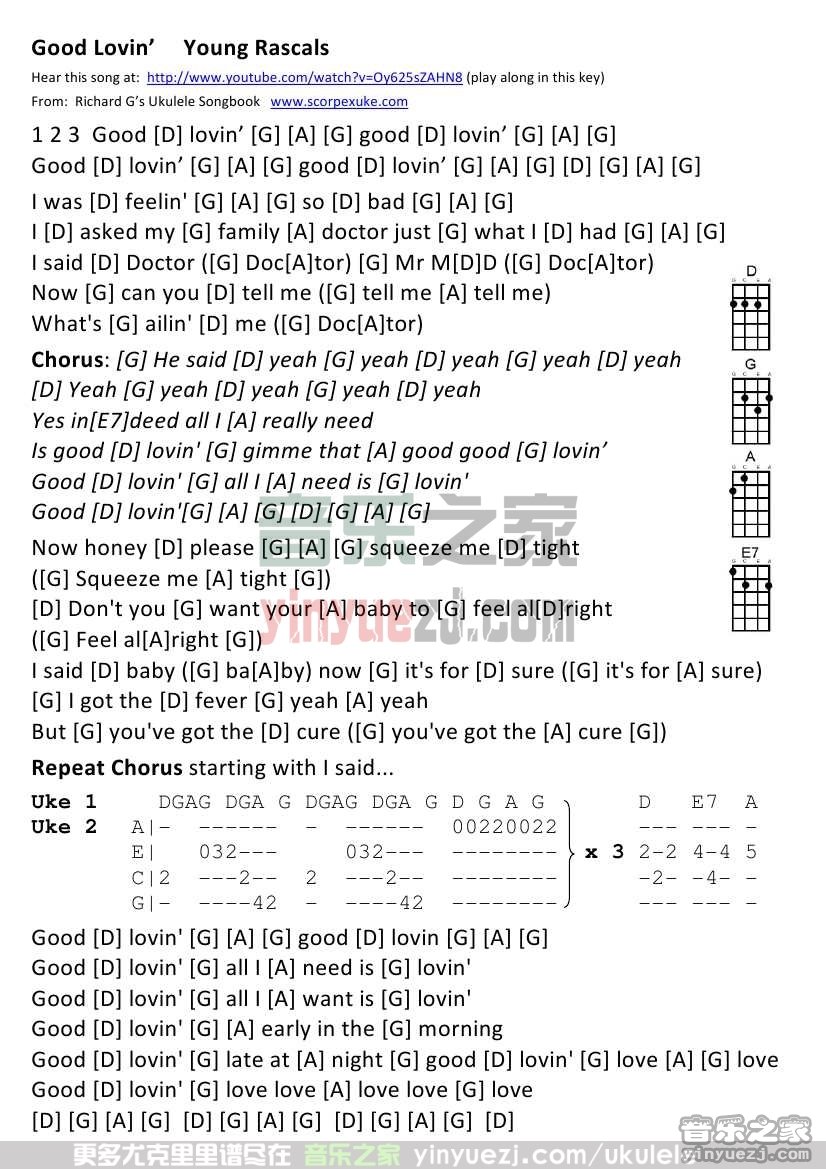 Good Lovin’ Young Rascals
Hear this song at: http://www.youtube.com/watch?v=Oy625sZAHN8 (play along in this key)
From: Richard G’s Ukulele Songbook www.scorpexuke.com
1 2 3 Good [D] lovin’ [G] [A] [G] good [D] lovin’ [G] [A] [G]
Good [D] lovin’ [G] [A] [G] good [D] lovin’ [G] [A] [G] [D] [G] [A] [G]
I was [D] feelin' [G] [A] [G] so [D] bad [G] [A] [G]
I [D] asked my [G] family [A] doctor just [G] what I [D] had [G] [A] [G]
I said [D] Doctor ([G] Doc[A]tor) [G] Mr M[D]D ([G] Doc[A]tor)
Now [G] can you [D] tell me ([G] tell me [A] tell me)
What's [G] ailin' [D] me ([G] Doc[A]tor)
Chorus: [G] He said [D] yeah [G] yeah [D] yeah [G] yeah [D] yeah
[D] Yeah [G] yeah [D] yeah [G] yeah [D] yeah
Yes in[E7]deed all I [A] really need
Is good [D] lovin' [G] gimme that [A] good good [G] lovin’
Good [D] lovin' [G] all I [A] need is [G] lovin'
Good [D] lovin'[G] [A] [G] [D] [G] [A] [G]
D
G C E A
G
G C E A
A
G C E A
E7
G C E A
音乐之家
yinyuezj.com
Now honey [D] please [G] [A] [G] squeeze me [D] tight
([G] Squeeze me [A] tight [G])
[D] Don't you [G] want your [A] baby to [G] feel al[D]right
([G] Feel al[A]right [G])
I said [D] baby ([G] ba[A]by) now [G] it's for [D] sure ([G] it's for [A] sure)
[G] I got the [D] fever [G] yeah [A] yeah
But [G] you've got the [D] cure ([G] you've got the [A] cure [G])
Repeat Chorus starting with I said...
Uke 1 DGAG DGA G DGAG DGA G D G A G D E7 A
Uke 2 A|- ------ - ------ 00220022 --- --- -
E| 032--- 032--- -------- x 3 2-2 4-4 5
C|2 ---2-- 2 ---2-- -------- -2- -4- -
G|- ----42 - ----42 -------- --- --- -
Good [D] lovin' [G] [A] [G] good [D] lovin [G] [A] [G]
Good [D] lovin' [G] all I [A] need is [G] lovin'
Good [D] lovin' [G] all I [A] want is [G] lovin'
Good [D] lovin' [G] [A] early in the [G] morning
Good [D] lovin' [G] late at [A] night [G] good [D] lovin' [G] love [A] [G] love
Good [D] lovin' [G] love love [A] love love [G] love
[D] [G] [A] [G] [D] [G] [A] [G] [D] [G] [A] [G] [D]
音乐之家
www.yinyuezj.com
更多尤克里里谱尽在 音乐之家 yinyuezj.com/ukulele